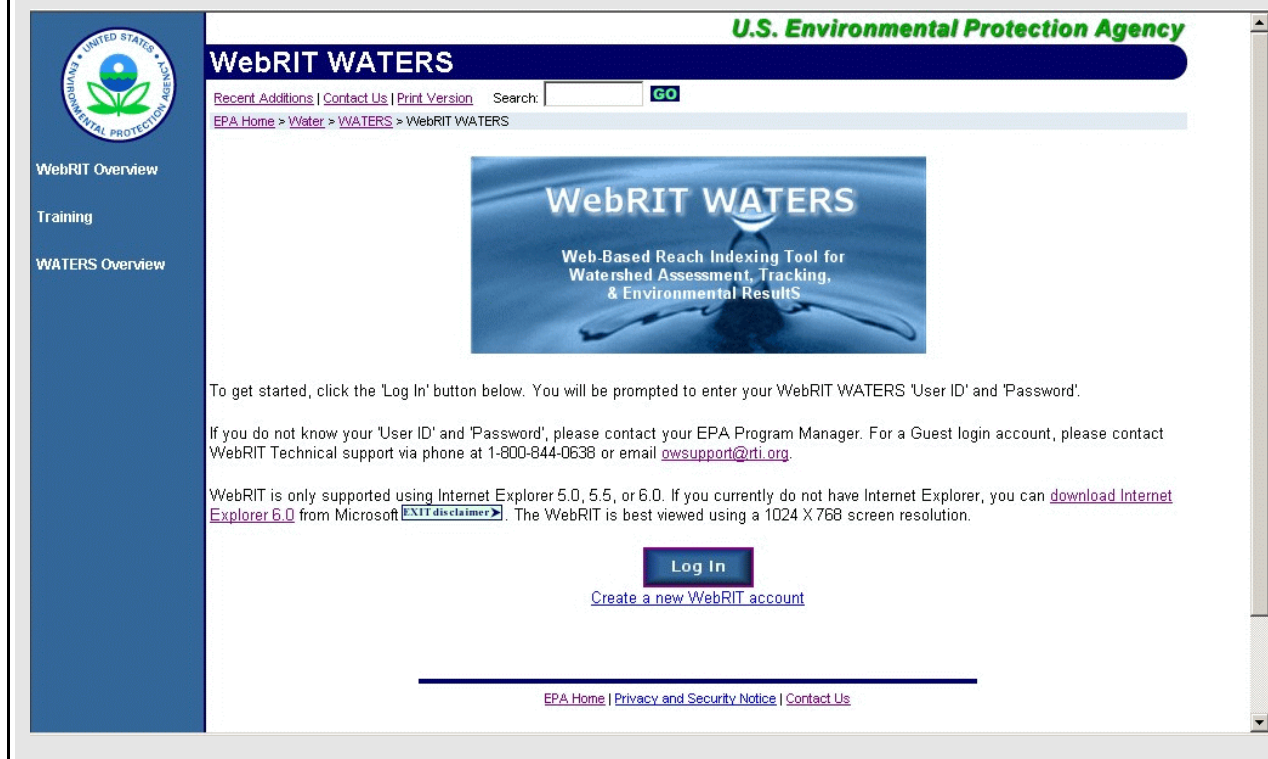 U.S. Environmental Protection Agency
UNITED STATES
ENVIRONMENTAL PROTECTION AGENCY
WebRIT WATERS
Recent Additions | Contact Us | Print Version Search: GO
EPA Home > Water > WATERS > WebRIT WATERS
WebRIT Overview
Training
WATERS Overview
WebRIT WATERS
Web-Based Reach Indexing Tool for
Watershed Assessment, Tracking,
& Environmental ResultS
To get started, click the 'Log In' button below. You will be prompted to enter your WebRIT WATERS 'User ID' and 'Password'.
If you do not know your 'User ID' and 'Password', please contact your EPA Program Manager. For a Guest login account, please contact
WebRIT Technical support via phone at 1-800-844-0638 or email owsupport@rti.org.
WebRIT is only supported using Internet Explorer 5.0, 5.5, or 6.0. If you currently do not have Internet Explorer, you can download Internet
Explorer 6.0 from Microsoft EXIT disclaimer. The WebRIT is best viewed using a 1024 X 768 screen resolution.
Log In
Create a new WebRIT account
EPA Home | Privacy and Security Notice | Contact Us